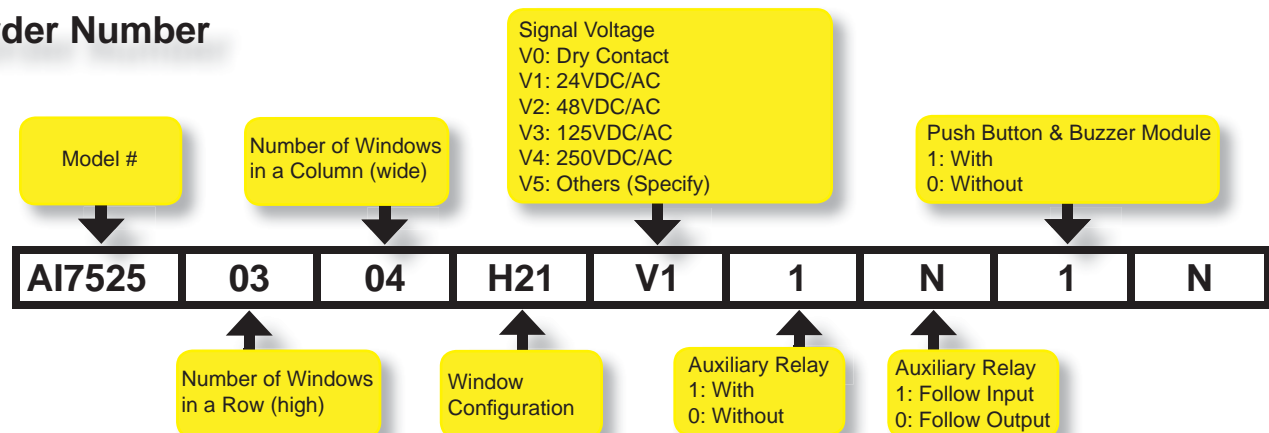 der Number
Signal Voltage
V0: Dry Contact
V1: 24VDC/AC
V2: 48VDC/AC
V3: 125VDC/AC
V4: 250VDC/AC
V5: Others (Specify)
Model #
Number of Windows
in a Column (wide)
Push Button & Buzzer Module
1: With
0: Without
AI7525 03 04 H21 V1 1 N 1 N
Number of Windows
in a Row (high)
Window
Configuration
Auxiliary Relay
1: With
0: Without
Auxiliary Relay
1: Follow Input
0: Follow Output